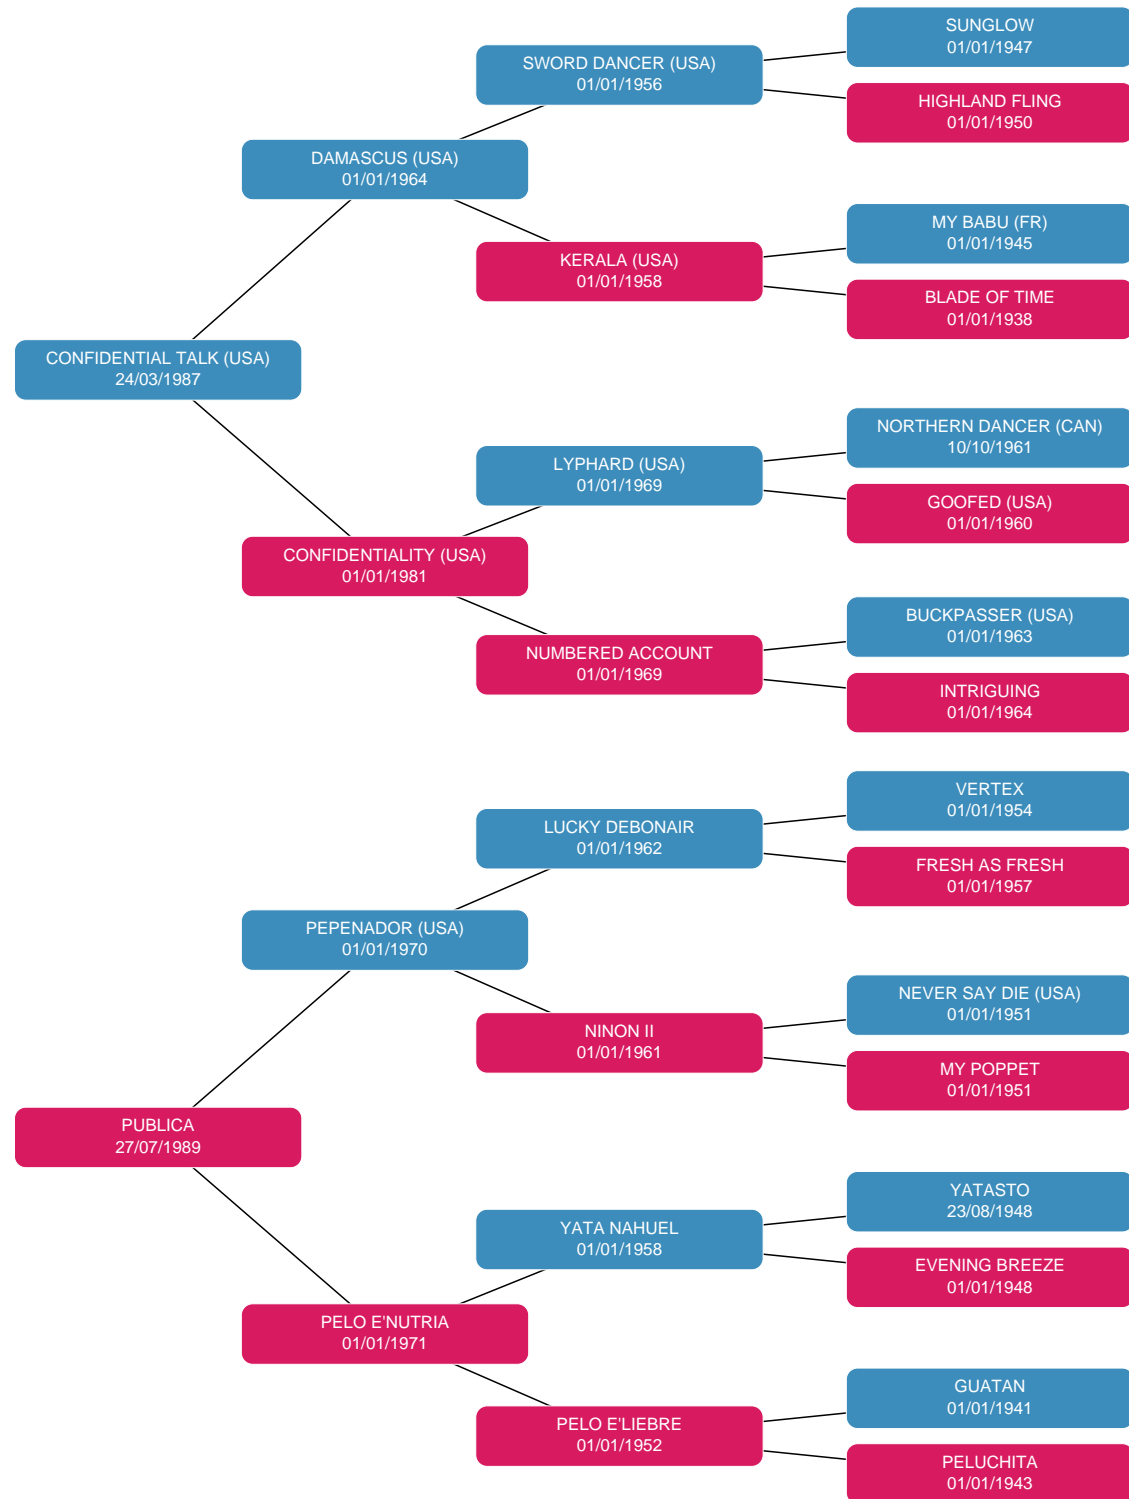 SUNGLOW
01/01/1947
SWORD DANCER (USA)
01/01/1956
HIGHLAND FLING
01/01/1950
DAMASCUS (USA)
01/01/1964
MY BABU (FR)
01/01/1945
KERALA (USA)
01/01/1958
BLADE OF TIME
01/01/1938
CONFIDENTIAL TALK (USA)
24/03/1987
NORTHERN DANCER (CAN)
10/10/1961
LYPHARD (USA)
01/01/1969
GOOFED (USA)
01/01/1960
CONFIDENTIALITY (USA)
01/01/1981
BUCKPASSER (USA)
01/01/1963
NUMBERED ACCOUNT
01/01/1969
INTRIGUING
01/01/1964
VERTEX
01/01/1954
LUCKY DEBONAIR
01/01/1962
FRESH AS FRESH
01/01/1957
PEPENADOR (USA)
01/01/1970
NEVER SAY DIE (USA)
01/01/1951
NINON II
01/01/1961
MY POPPET
01/01/1951
PUBLICA
27/07/1989
YATASTO
23/08/1948
YATA NAHUEL
01/01/1958
EVENING BREEZE
01/01/1948
PELO E'NUTRIA
01/01/1971
GUATAN
01/01/1941
PELO E'LIEBRE
01/01/1952
PELUCHITA
01/01/1943